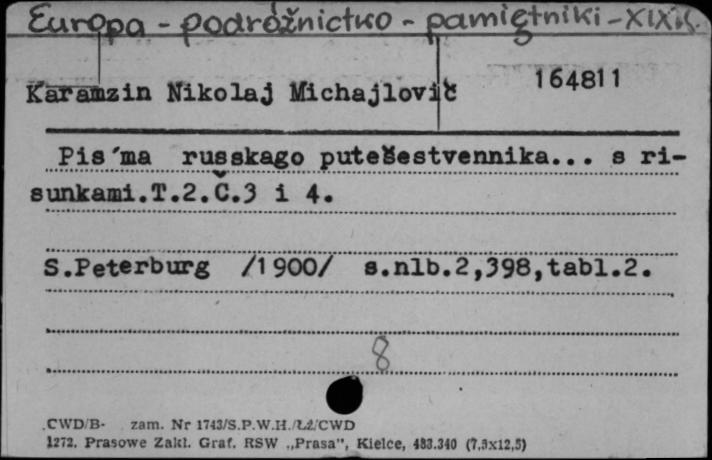 Europa - podróżnictwo - pamiętniki - XIX w.
Karamzin Nikolaj Michajlovič 164811
Pis´ma russkago putešestvennika... s ri-
sunkami.T.2.Č.3 i 4.
S.Peterburg /1900/ s.nlb.2,398,tabl.2.
8
CWD/B- zam. Nr 1743/S.P.W.H./Łż/CWD
1272. Prasowe Zakł. Graf. RSW „Prasa", Kielce, 483.340 (7,5x12,5)